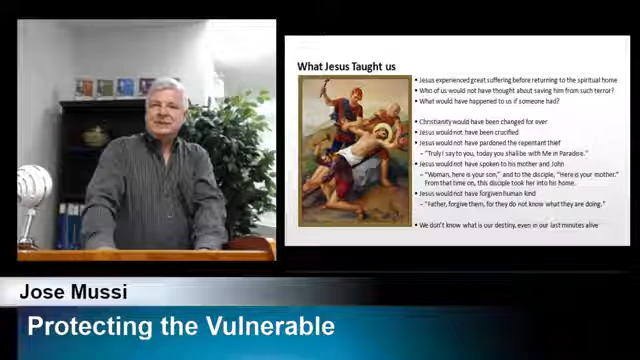 What Jesus Taught us
• Jesus experienced great suffering before returning to the spiritual home
• Who of us would not have thought about saving him from such terror?
• What would have happened to us if someone had?
• Christianity would have been changed for ever
• Jesus would not have been crucified
• Jesus would not have pardoned the repentant thief
– "Truly I say to you, today you shall be with Me in Paradise."
• Jesus would not have spoken to his mother and John
– "Woman, here is your son," and to the disciple, "Here is your mother."
From that time on, this disciple took her into his home.
• Jesus would not have forgiven human kind
– "Father, forgive them, for they do not know what they are doing."
• We don't know what is our destiny, even in our last minutes alive
Jose Mussi
Protecting the Vulnerable